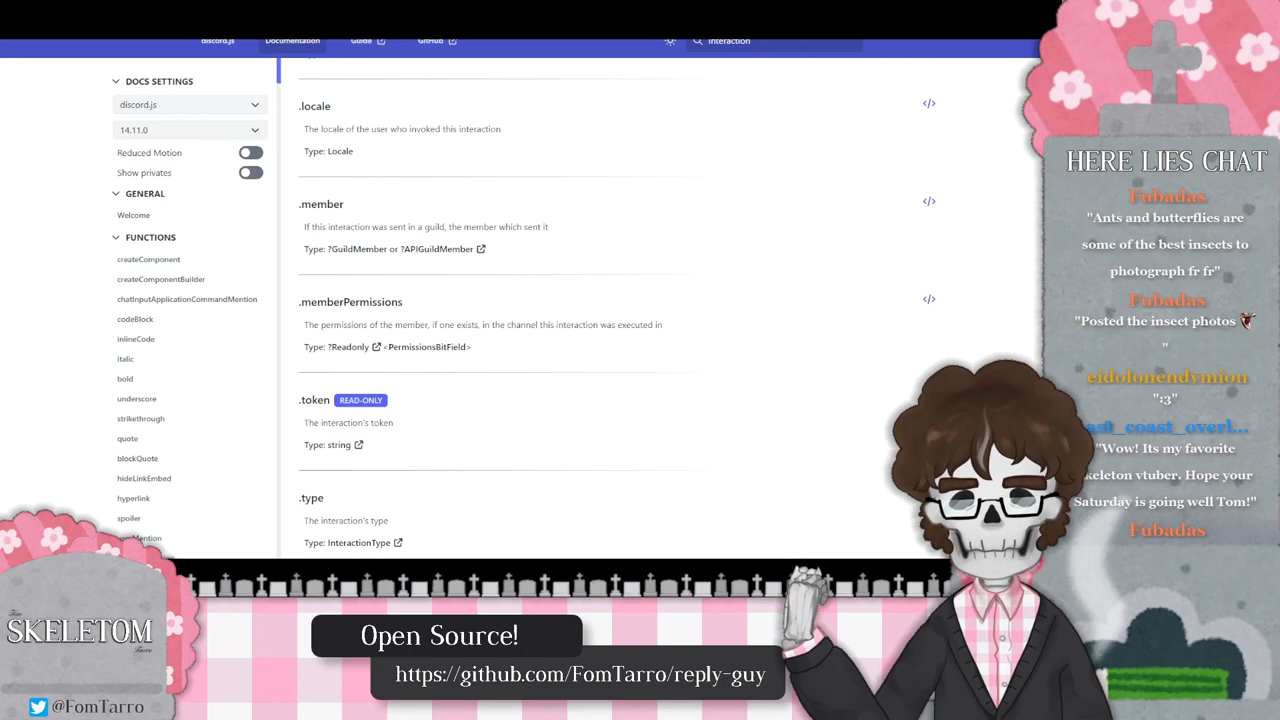 discord.js
Documentation
Guide
GitHub
interaction
DOCS SETTINGS
discord.js
14.11.0
Reduced Motion
Show privates
GENERAL
Welcome
FUNCTIONS
createComponent
createComponentBuilder
chatInputApplicationCommandMention
codeBlock
inlineCode
italic
bold
underscore
strikethrough
quote
blockQuote
hideLinkEmbed
hyperlink
spoiler
.locale
The locale of the user who invoked this interaction
Type: Locale
.member
If this interaction was sent in a guild, the member which sent it
Type: ?GuildMember or ?APIGuildMember
.memberPermissions
The permissions of the member, if one exists, in the channel this interaction was executed in
Type: ?Readonly <PermissionsBitField>
.token READ-ONLY
The interaction's token
Type: string
.type
The interaction's type
Type: InteractionType
HERE LIES CHAT
Fubadas
"Ants and butterflies are
some of the best insects to
photograph fr fr"
Fubadas
"Posted the insect photos
"
eidolonendymion
":3"
ast_coast_overl...
"Wow! Its my favorite
skeleton vtuber. Hope your
Saturday is going well Tom!"
Fubadas
Tom
SKELETOM
Tarro
@FomTarro
Open Source!
https://github.com/FomTarro/reply-guy